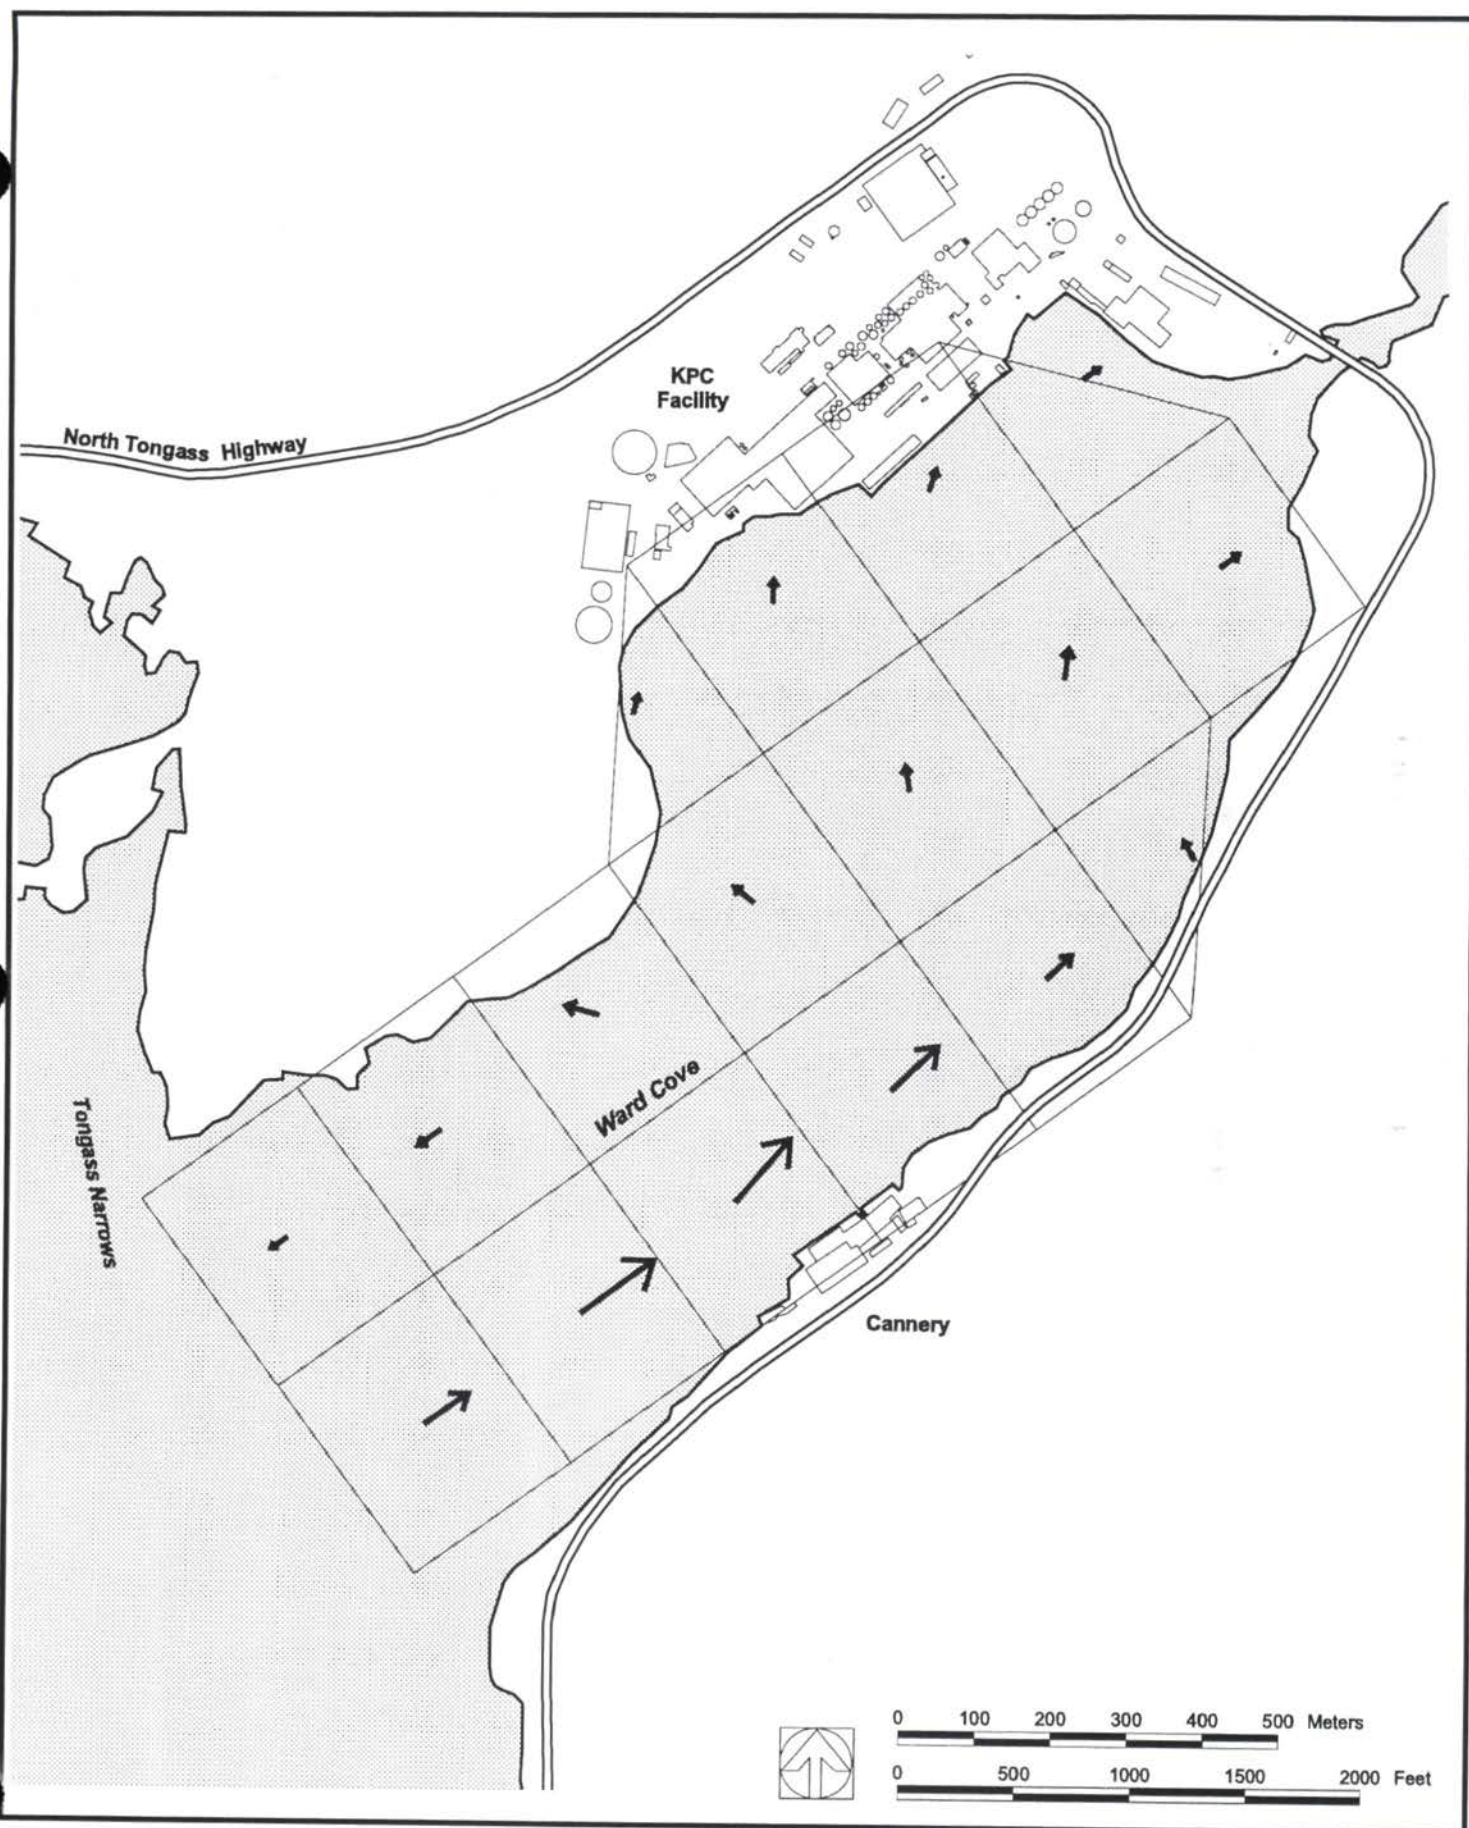 KPC
Facility
North Tongass Highway
Ward Cove
Tongass Narrows
Cannery
0 100 200 300 400 500 Meters
0 500 1000 1500 2000 Feet